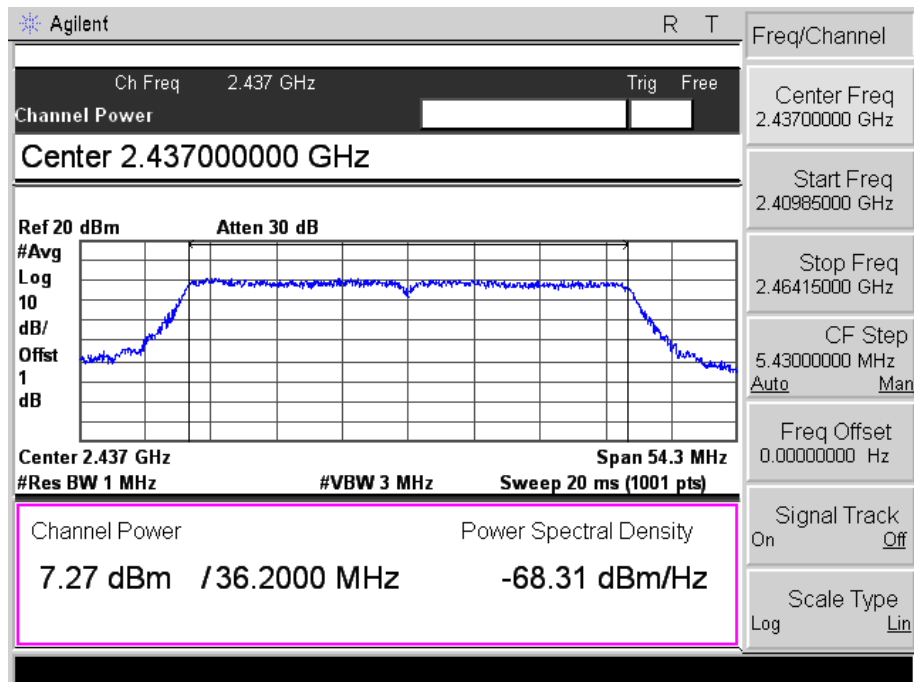 Agilent R T
Ch Freq 2.437 GHz Trig Free
Channel Power
Center 2.437000000 GHz
Ref 20 dBm Atten 30 dB
#Avg
Log
10
dB/
Offst
1
dB
Center 2.437 GHz Span 54.3 MHz
#Res BW 1 MHz #VBW 3 MHz Sweep 20 ms (1001 pts)
Channel Power Power Spectral Density
7.27 dBm /36.2000 MHz -68.31 dBm/Hz
Freq/Channel
Center Freq
2.43700000 GHz
Start Freq
2.40985000 GHz
Stop Freq
2.46415000 GHz
CF Step
5.43000000 MHz
Auto Man
Freq Offset
0.00000000 Hz
Signal Track
On Off
Scale Type
Log Lin